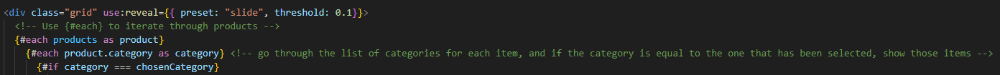 <div class="grid" use:reveal={{ preset: "slide", threshold: 0.1}}>
<!-- Use {#each} to iterate through products -->
{#each products as product}
{#each product.category as category} <!-- go through the list of categories for each item, and if the category is equal to the one that has been selected, show those items -->
{#if category === chosenCategory}